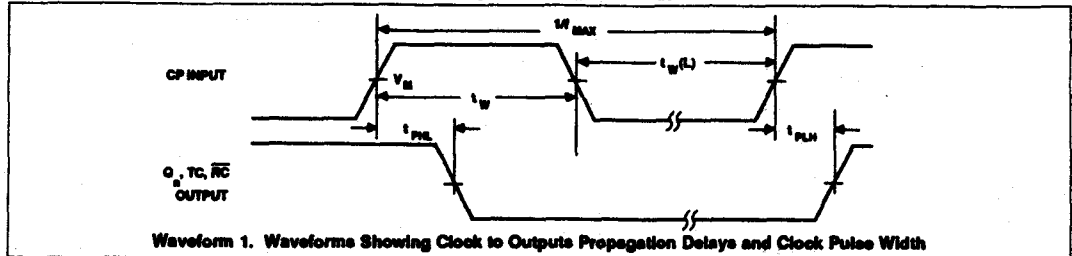 1/f MAX
CP INPUT
VM
tW(L)
tW
tPHL
tPLH
Qn, TC, RC
OUTPUT
Waveform 1. Waveforms Showing Clock to Outputs Propagation Delays and Clock Pulse Width